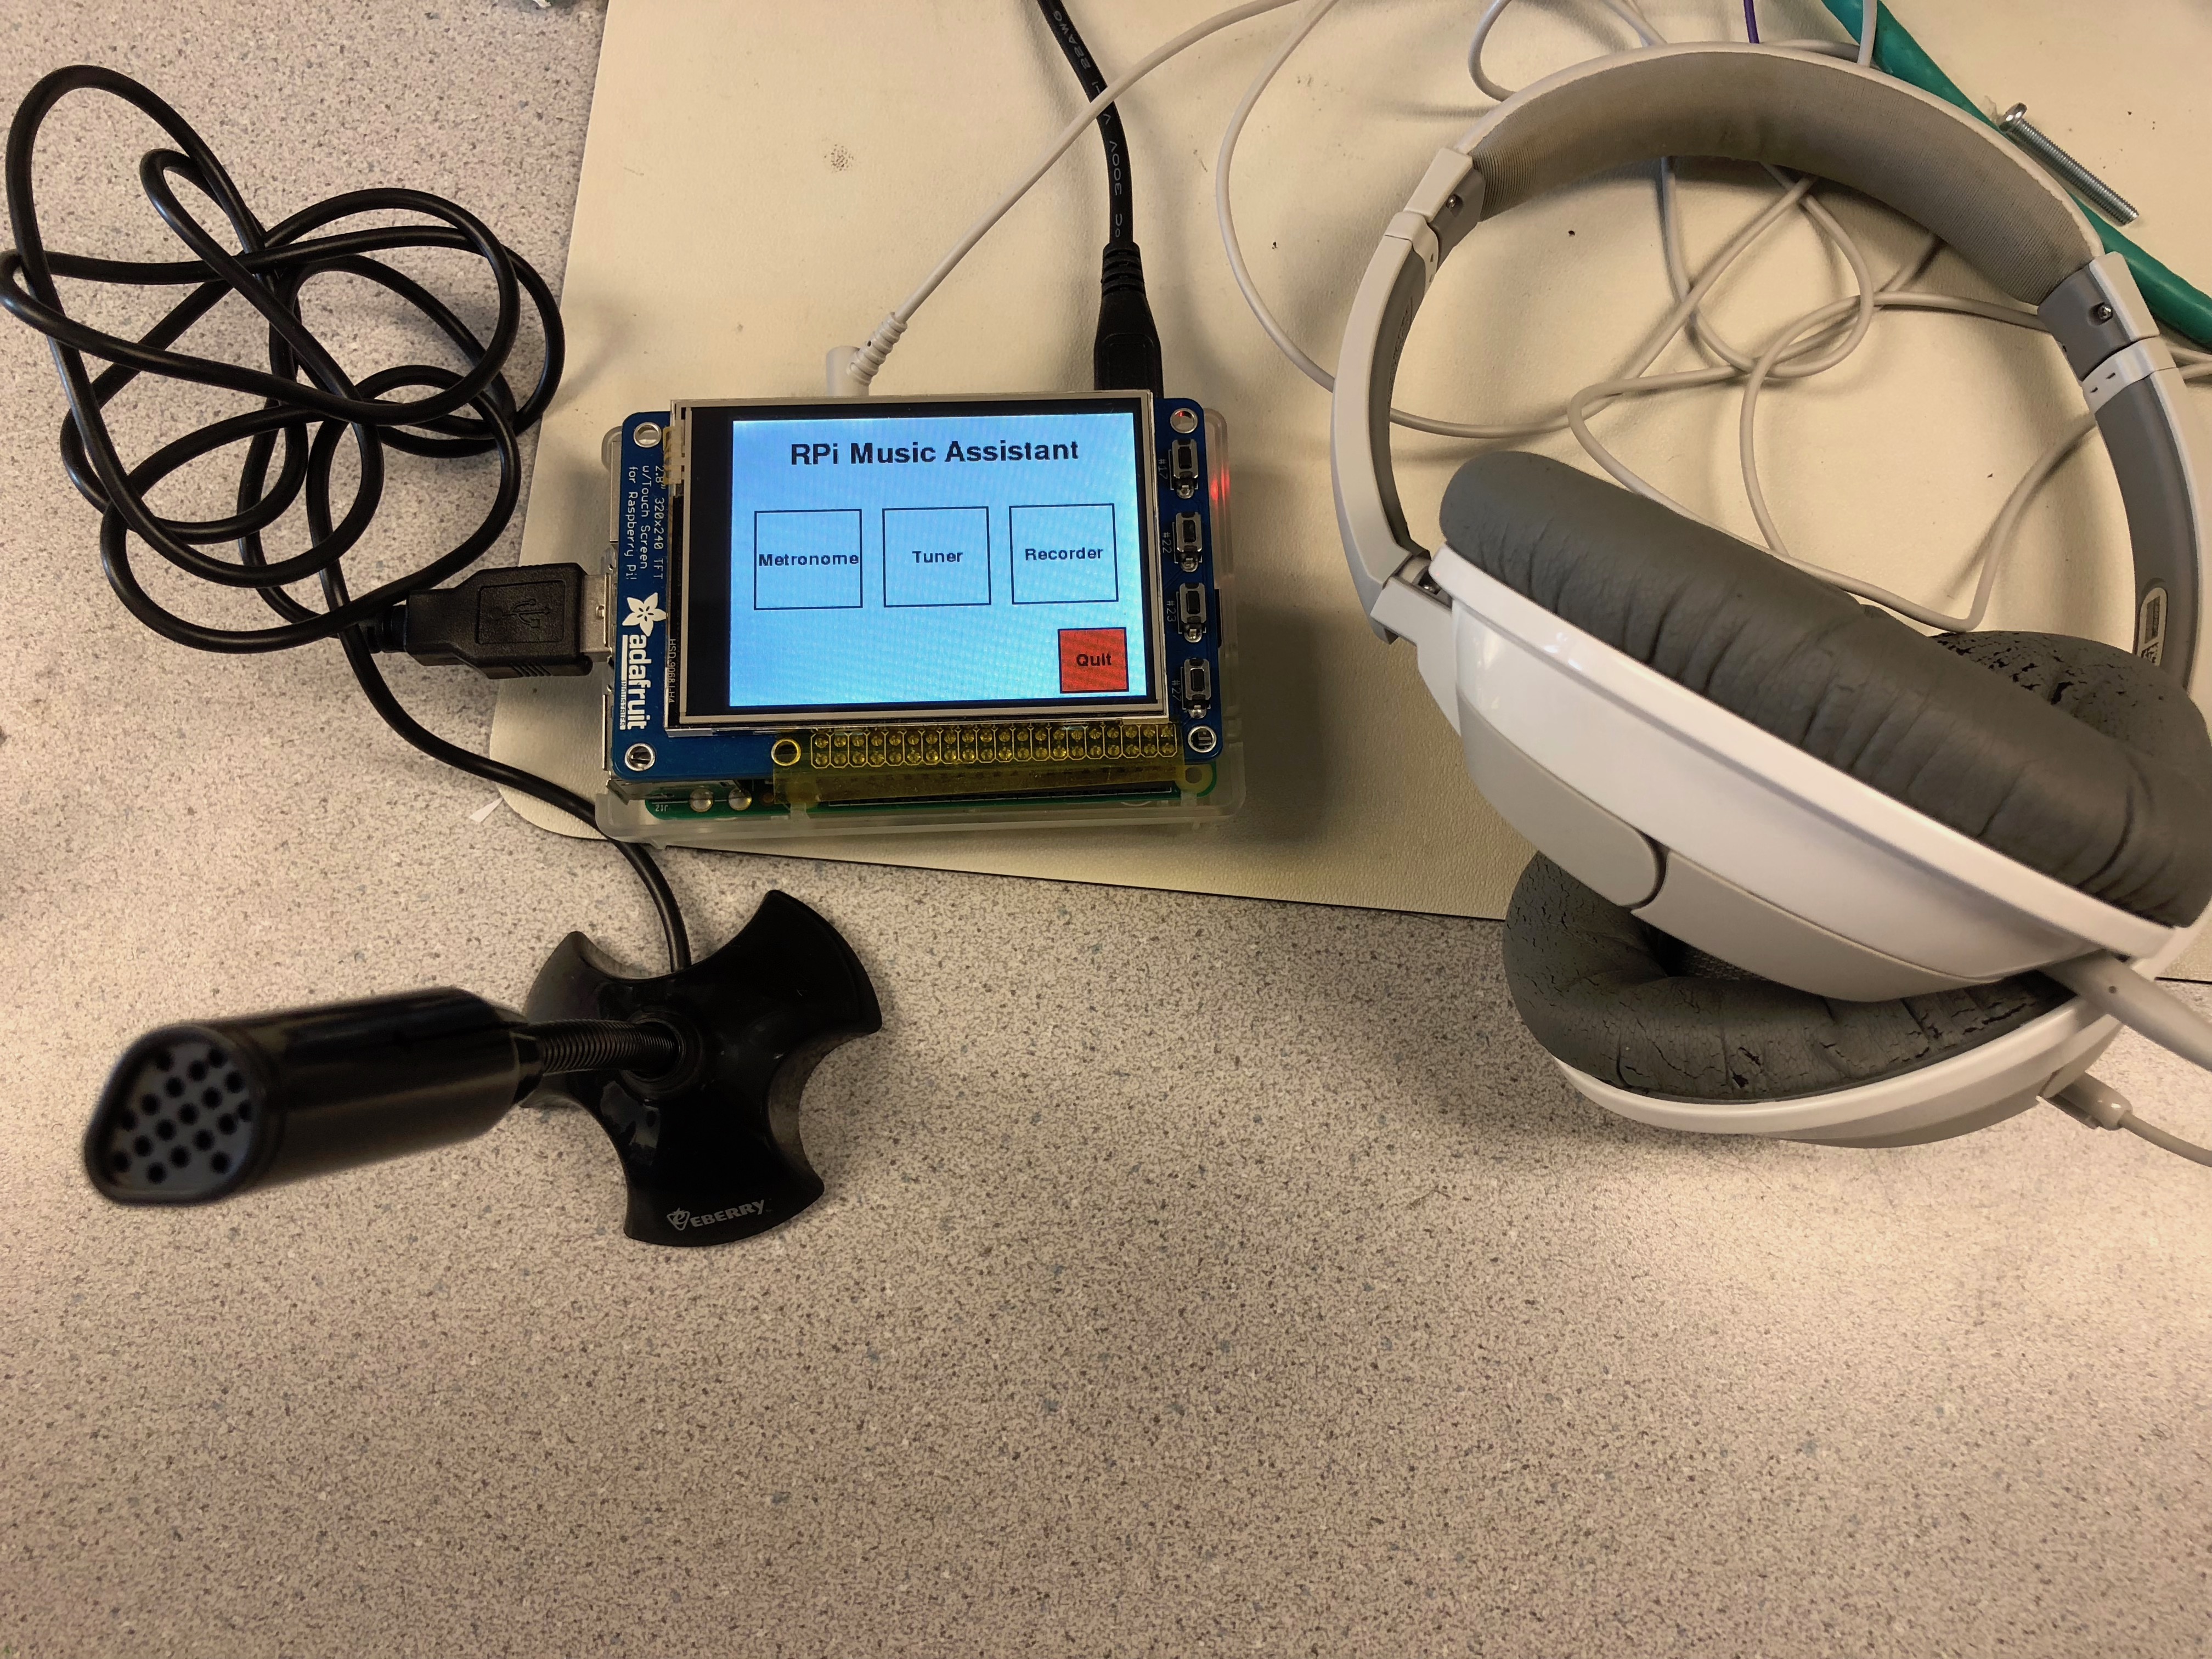 RPi Music Assistant
Metronome
Tuner
Recorder
Quit
2.8" 320x240 TFT
w/Touch Screen
for Raspberry Pi!
adafruit
#17
#22
#23
#27
EBERRY
300V